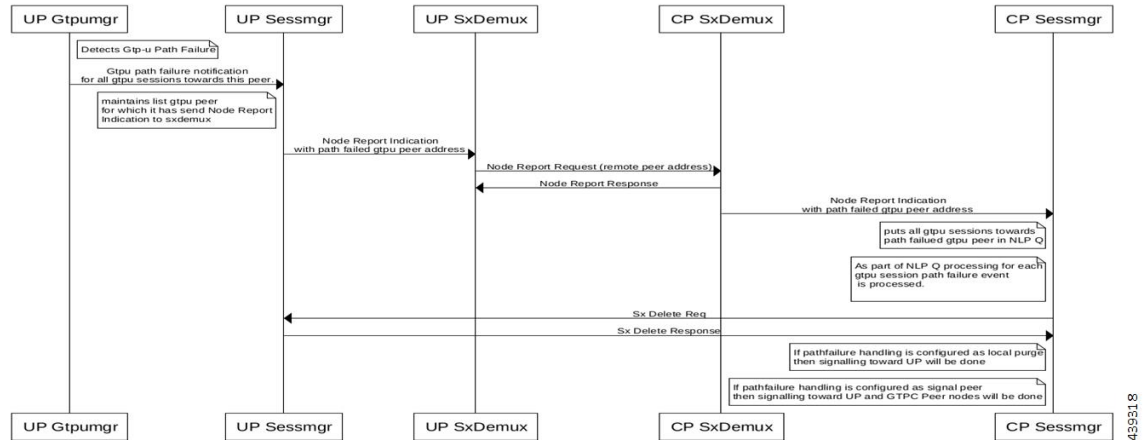 UP Gtpumgr
UP Sessmgr
UP SxDemux
CP SxDemux
CP Sessmgr
Detects Gtp-u Path Failure
Gtpu path failure notification
for all gtpu sessions towards this peer.
maintains list gtpu peer
for which it has send Node Report
Indication to sxdemux
Node Report Indication
with path failed gtpu peer address
Node Report Request (remote peer address)
Node Report Response
Node Report Indication
with path failed gtpu peer address
puts all gtpu sessions towards
path failued gtpu peer in NLP Q
As part of NLP Q processing for each
gtpu session path failure event
is processed.
Sx Delete Req
Sx Delete Response
If pathfailure handling is configured as local purge
then signalling toward UP will be done
If pathfailure handling is configured as signal peer
then signalling toward UP and GTPC Peer nodes will be done
UP Gtpumgr
UP Sessmgr
UP SxDemux
CP SxDemux
CP Sessmgr
439318